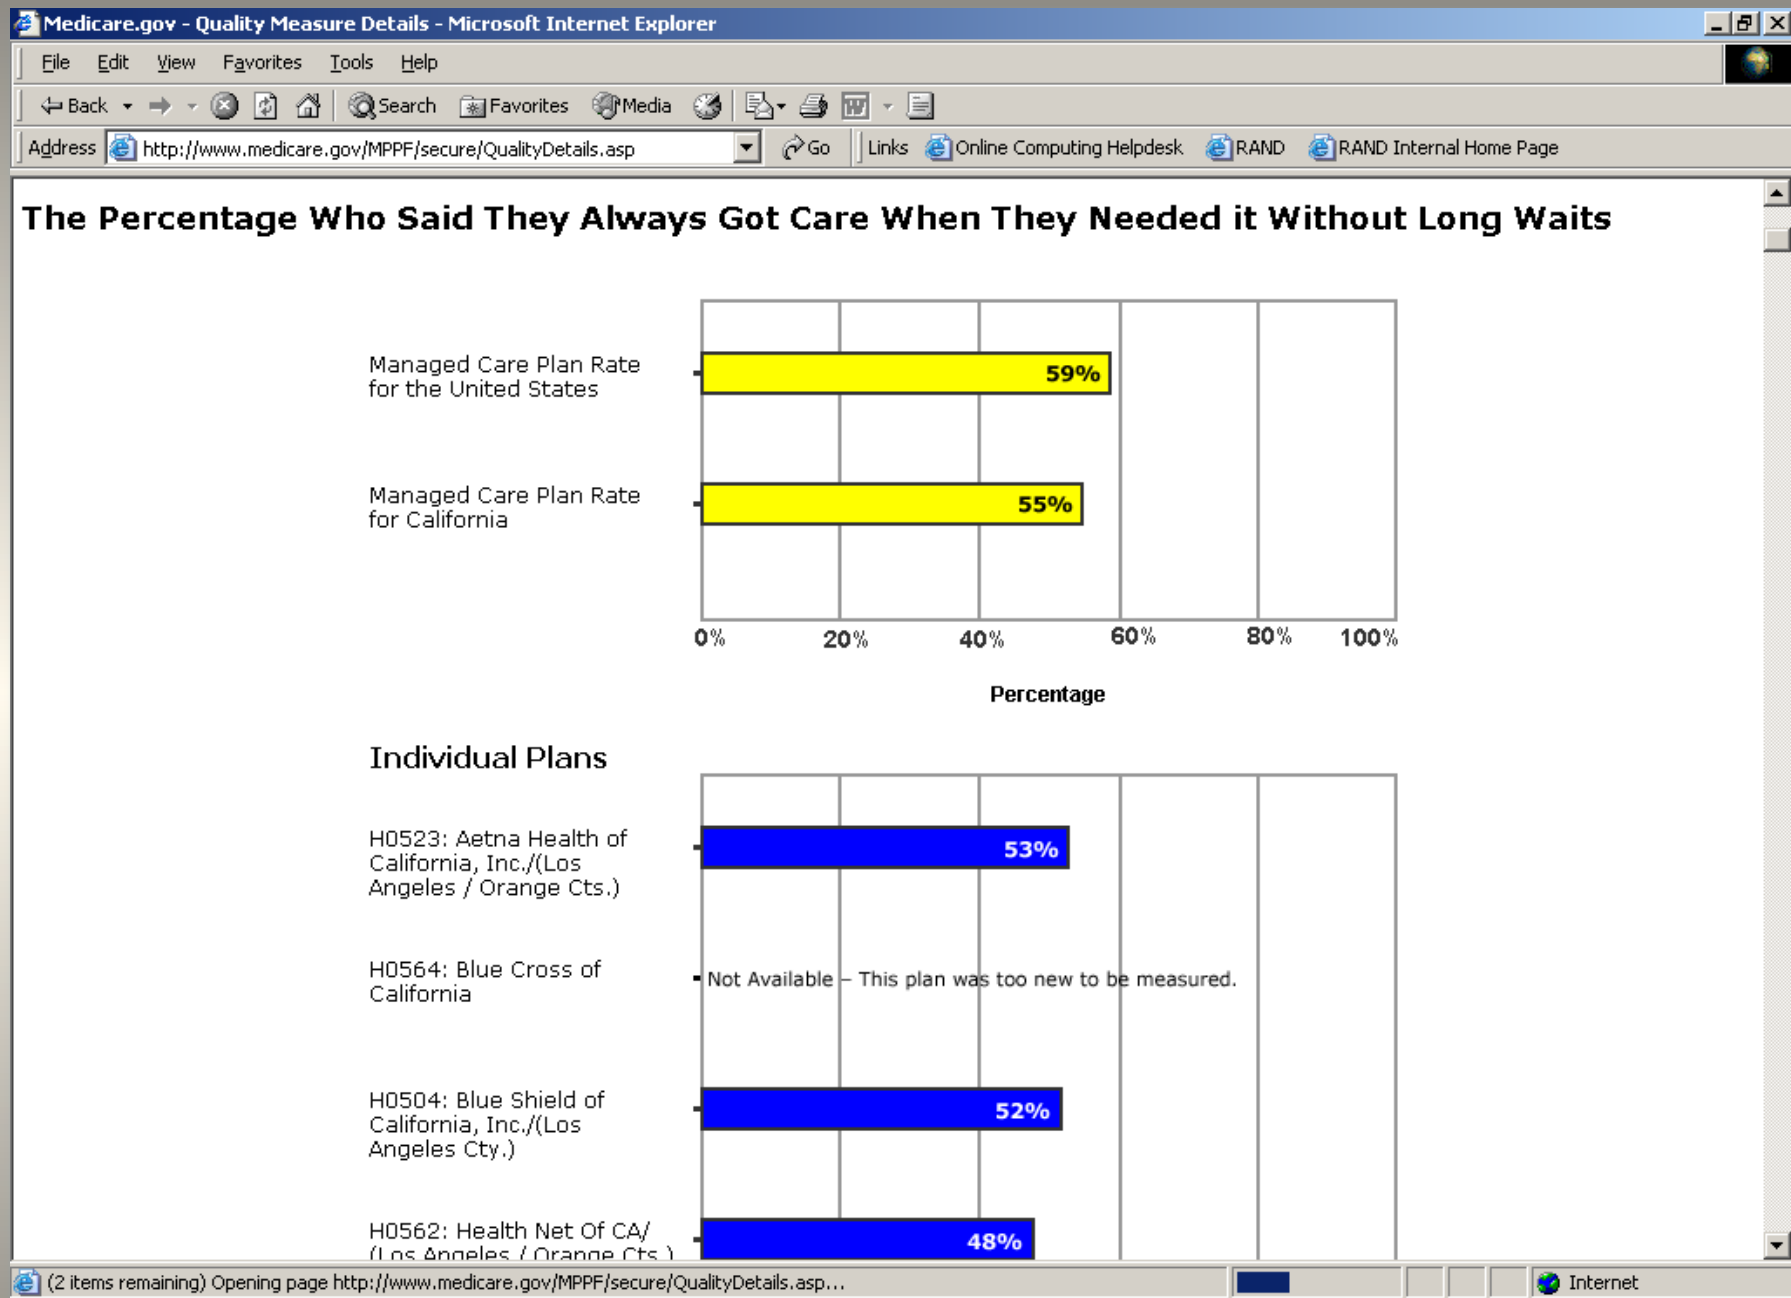 Medicare.gov - Quality Measure Details - Microsoft Internet Explorer
File Edit View Favorites Tools Help
Back Search Favorites Media
Address http://www.medicare.gov/MPPF/secure/QualityDetails.asp Go Links Online Computing Helpdesk RAND RAND Internal Home Page
The Percentage Who Said They Always Got Care When They Needed it Without Long Waits
Managed Care Plan Rate
for the United States
59%
Managed Care Plan Rate
for California
55%
0% 20% 40% 60% 80% 100%
Percentage
Individual Plans
H0523: Aetna Health of
California, Inc./(Los
Angeles / Orange Cts.)
53%
H0564: Blue Cross of
California
Not Available – This plan was too new to be measured.
H0504: Blue Shield of
California, Inc./(Los
Angeles Cty.)
52%
H0562: Health Net Of CA/
(Los Angeles / Orange Cts.)
48%
(2 items remaining) Opening page http://www.medicare.gov/MPPF/secure/QualityDetails.asp... Internet